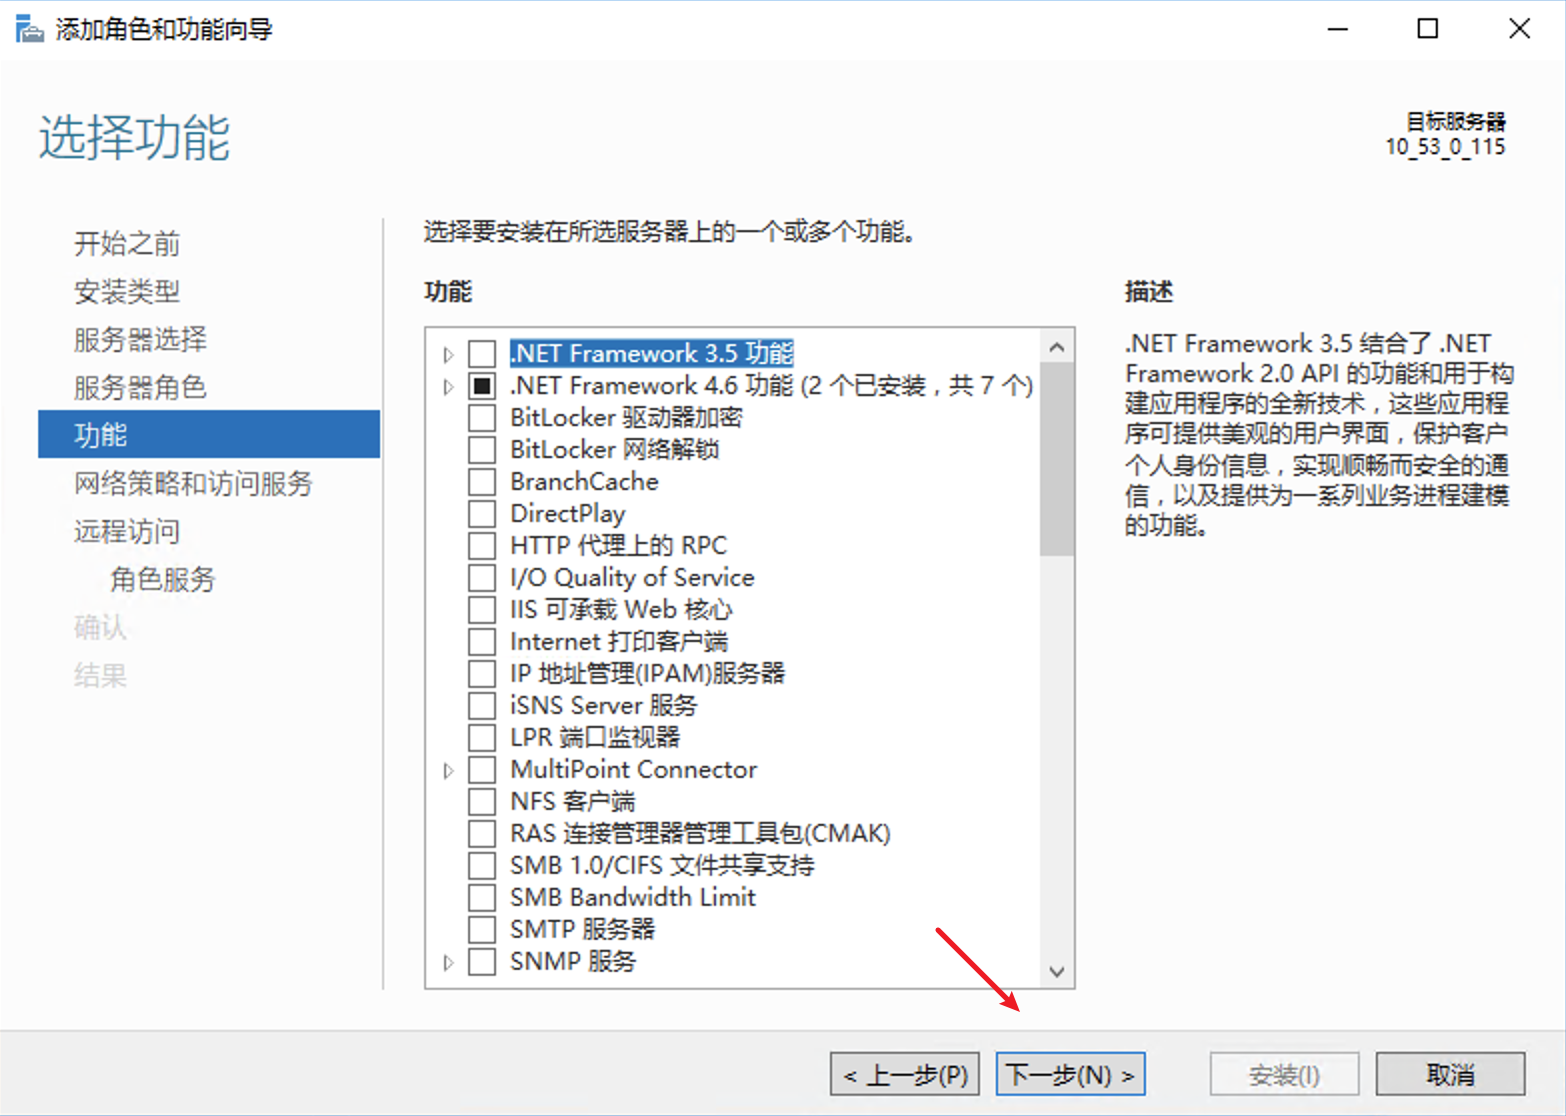 添加角色和功能向导
选择功能
目标服务器
10_53_0_115
开始之前
安装类型
服务器选择
服务器角色
功能
网络策略和访问服务
远程访问
角色服务
确认
结果
选择要安装在所选服务器上的一个或多个功能。
功能
.NET Framework 3.5 功能
.NET Framework 4.6 功能 (2 个已安装，共 7 个)
BitLocker 驱动器加密
BitLocker 网络解锁
BranchCache
DirectPlay
HTTP 代理上的 RPC
I/O Quality of Service
IIS 可承载 Web 核心
Internet 打印客户端
IP 地址管理(IPAM)服务器
iSNS Server 服务
LPR 端口监视器
MultiPoint Connector
NFS 客户端
RAS 连接管理器管理工具包(CMAK)
SMB 1.0/CIFS 文件共享支持
SMB Bandwidth Limit
SMTP 服务器
SNMP 服务
描述
.NET Framework 3.5 结合了 .NET
Framework 2.0 API 的功能和用于构
建应用程序的全新技术，这些应用程
序可提供美观的用户界面，保护客户
个人身份信息，实现顺畅而安全的通
信，以及提供为一系列业务进程建模
的功能。
< 上一步(P)
下一步(N) >
安装(I)
取消